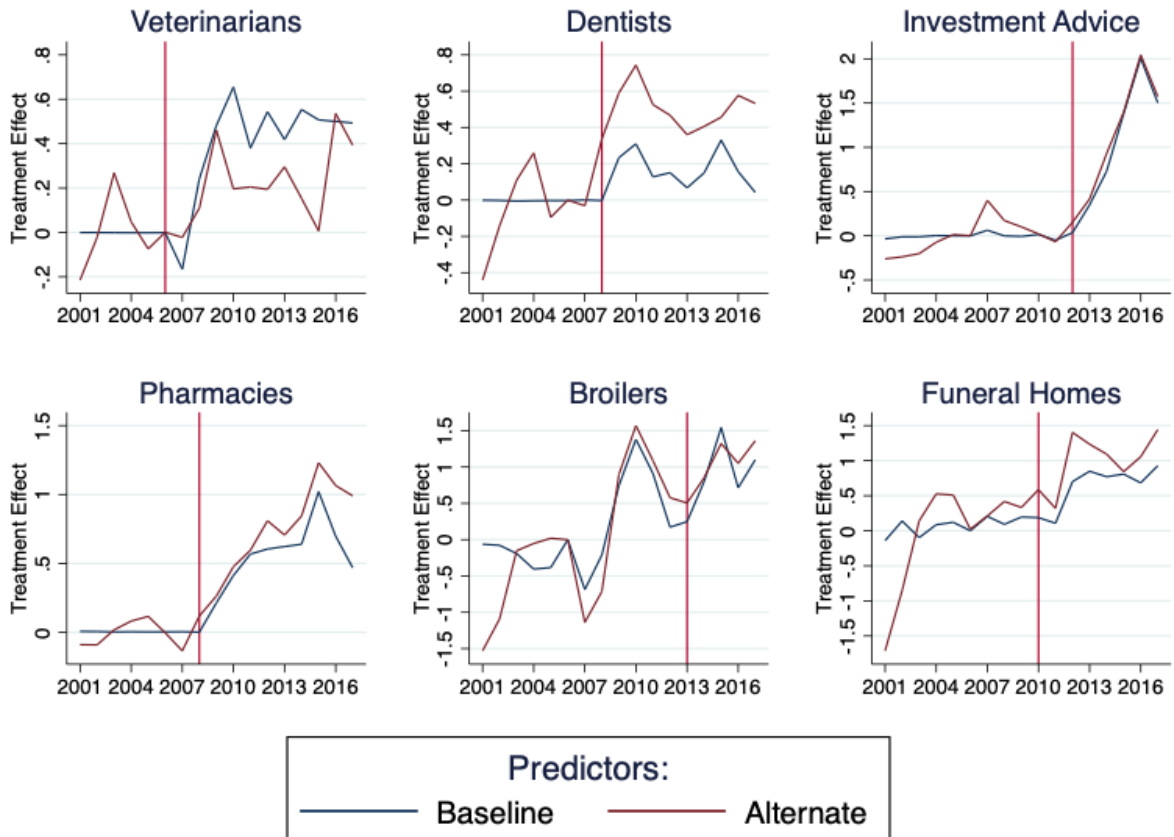 Veterinarians
Dentists
Investment Advice
Treatment Effect
.8
.6
.4
.2
0
-.2
2001 2004 2007 2010 2013 2016
Treatment Effect
.8
.6
.4
.2
0
-.2
-.4
2001 2004 2007 2010 2013 2016
Treatment Effect
2
1.5
1
.5
0
-.5
2001 2004 2007 2010 2013 2016
Pharmacies
Broilers
Funeral Homes
Treatment Effect
1.5
1
.5
0
2001 2004 2007 2010 2013 2016
Treatment Effect
1.5
1
.5
0
-.5
-1
-1.5
2001 2004 2007 2010 2013 2016
Treatment Effect
1.5
1
.5
0
-.5
-1
-1.5
2001 2004 2007 2010 2013 2016
Predictors:
Baseline Alternate